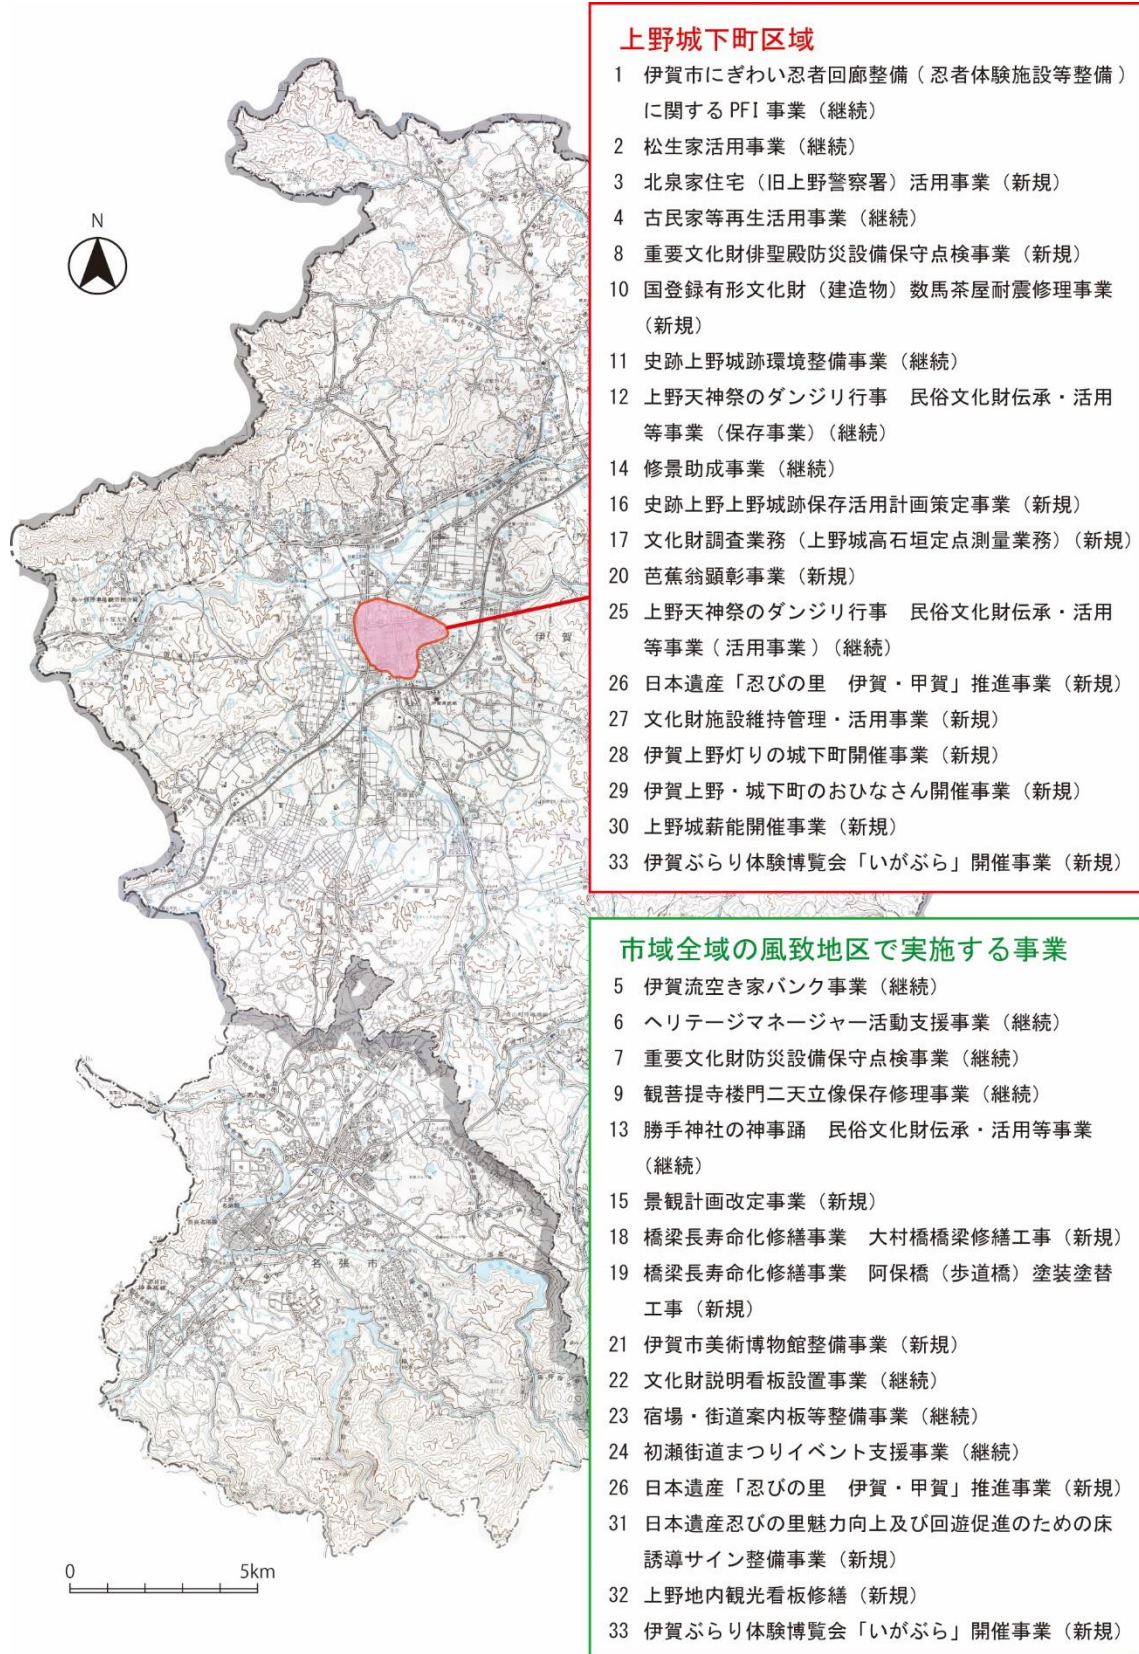 上野城下町区域
1 伊賀市にぎわい忍者回廊整備(忍者体験施設等整備)
に関するPFI事業(継続)
2 松生家活用事業(継続)
3 北泉家住宅(旧上野警察署)活用事業(新規)
4 古民家等再生活用事業(継続)
8 重要文化財俳聖殿防災設備保守点検事業(新規)
10 国登録有形文化財(建造物)数馬茶屋耐震修理事業
(新規)
11 史跡上野城跡環境整備事業(継続)
12 上野天神祭のダンジリ行事 民俗文化財伝承・活用
等事業(保存事業)(継続)
14 修景助成事業(継続)
16 史跡上野上野城跡保存活用計画策定事業(新規)
17 文化財調査業務(上野城高石垣定点測量業務)(新規)
20 芭蕉翁顕彰事業(新規)
25 上野天神祭のダンジリ行事 民俗文化財伝承・活用
等事業(活用事業)(継続)
26 日本遺産「忍びの里 伊賀・甲賀」推進事業(新規)
27 文化財施設維持管理・活用事業(新規)
28 伊賀上野灯りの城下町開催事業(新規)
29 伊賀上野・城下町のおひなさん開催事業(新規)
30 上野城薪能開催事業(新規)
33 伊賀ぶらり体験博覧会「いがぶら」開催事業(新規)
市域全域の風致地区で実施する事業
5 伊賀流空き家バンク事業(継続)
6 ヘリテージマネージャー活動支援事業(継続)
7 重要文化財防災設備保守点検事業(継続)
9 観菩提寺楼門二天立像保存修理事業(継続)
13 勝手神社の神事踊 民俗文化財伝承・活用等事業
(継続)
15 景観計画改定事業(新規)
18 橋梁長寿命化修繕事業 大村橋橋梁修繕工事(新規)
19 橋梁長寿命化修繕事業 阿保橋(歩道橋)塗装塗替
工事(新規)
21 伊賀市美術博物館整備事業(新規)
22 文化財説明看板設置事業(継続)
23 宿場・街道案内板等整備事業(継続)
24 初瀬街道まつりイベント支援事業(継続)
26 日本遺産「忍びの里 伊賀・甲賀」推進事業(新規)
31 日本遺産忍びの里魅力向上及び回遊促進のための床
誘導サイン整備事業(新規)
32 上野地内観光看板修繕(新規)
33 伊賀ぶらり体験博覧会「いがぶら」開催事業(新規)
N
伊賀
名張市
0 5km